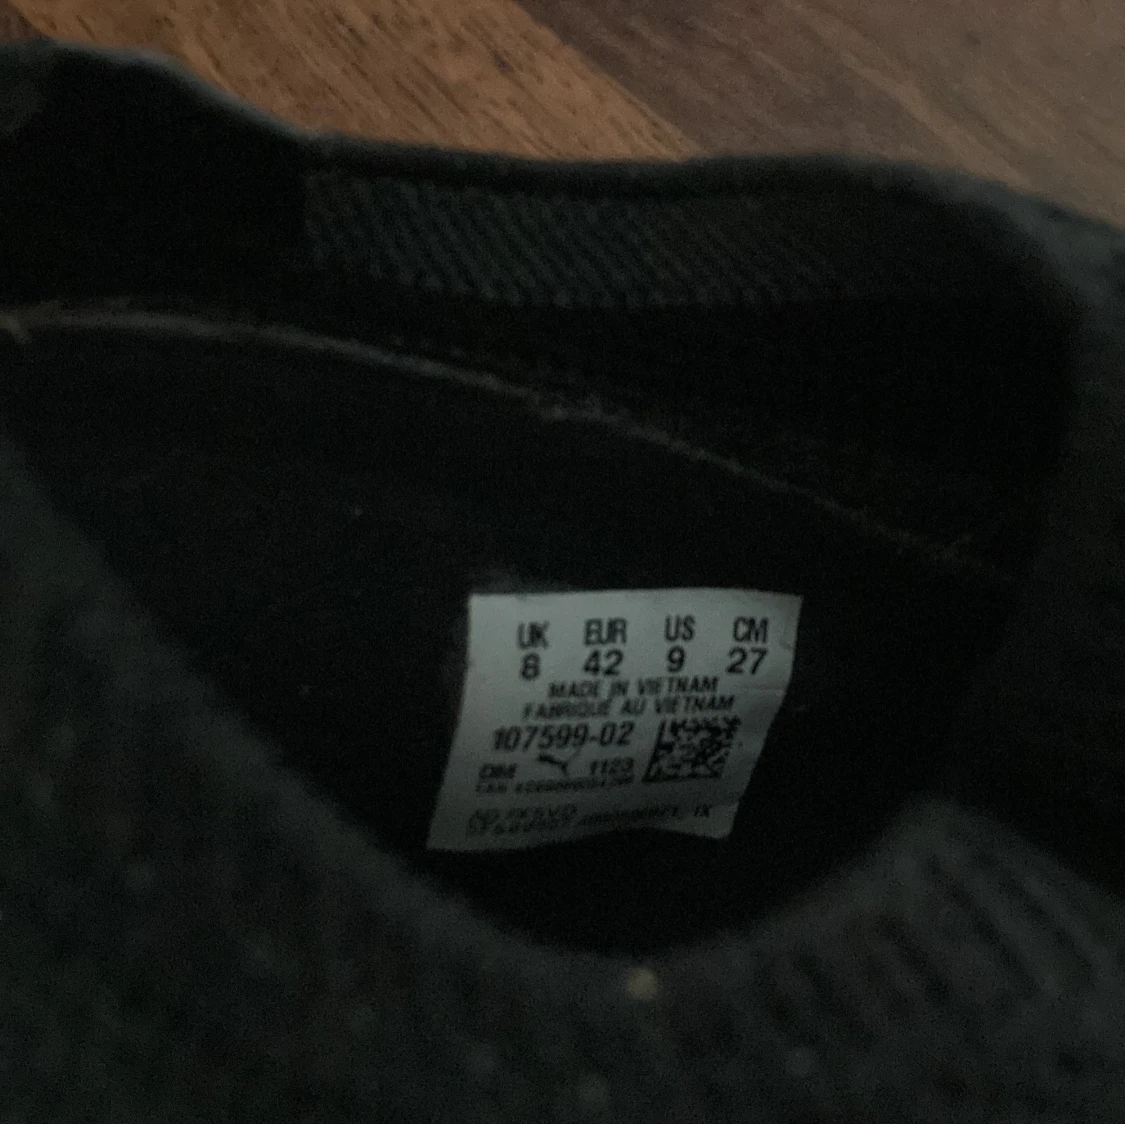 UK EUR US CM
8 42 9 27
MADE IN VIETNAM
FABRIQUÉ AU VIETNAM
107599-02
1123